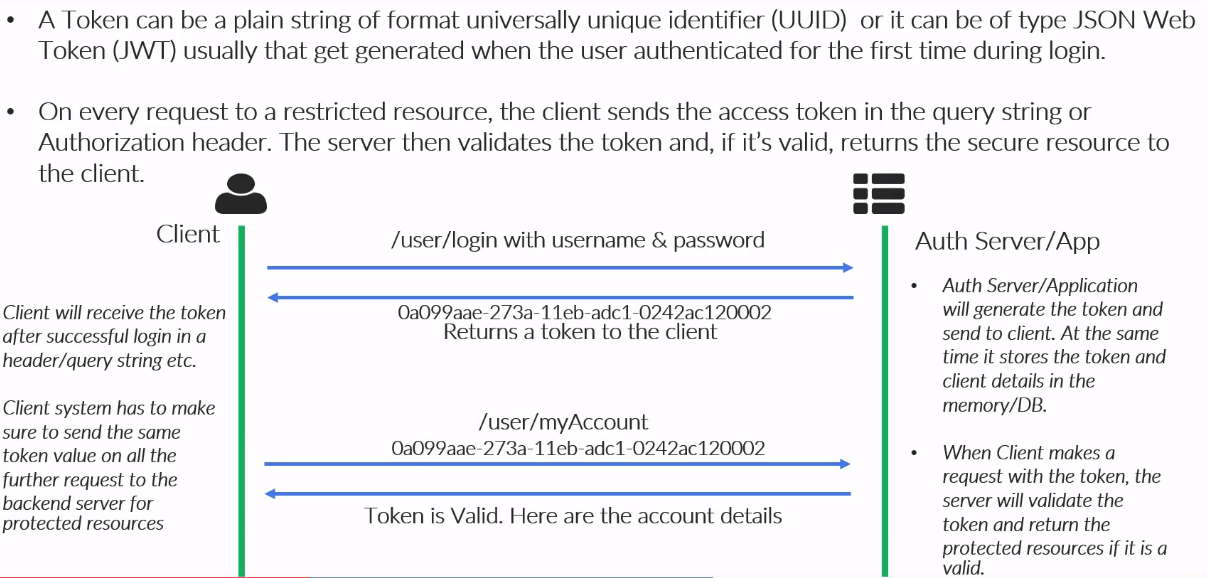 • A Token can be a plain string of format universally unique identifier (UUID) or it can be of type JSON Web
Token (JWT) usually that get generated when the user authenticated for the first time during login.
• On every request to a restricted resource, the client sends the access token in the query string or
Authorization header. The server then validates the token and, if it's valid, returns the secure resource to
the client.
Client
/user/login with username & password
Auth Server/App
0a099aae-273a-11eb-adc1-0242ac120002
Returns a token to the client
Client will receive the token
after successful login in a
header/query string etc.
Client system has to make
sure to send the same
token value on all the
further request to the
backend server for
protected resources
/user/myAccount
0a099aae-273a-11eb-adc1-0242ac120002
Token is Valid. Here are the account details
• Auth Server/Application
will generate the token and
send to client. At the same
time it stores the token and
client details in the
memory/DB.
• When Client makes a
request with the token, the
server will validate the
token and return the
protected resources if it is a
valid.